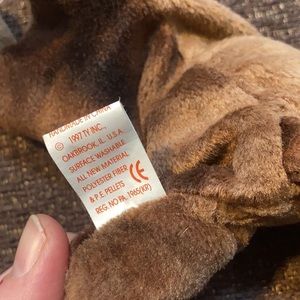 HANDMADE IN CHINA
© 1997 TY INC.,
OAKBROOK, IL. U.S.A.
SURFACE WASHABLE
ALL NEW MATERIAL
POLYESTER FIBER
& P.E. PELLETS CE
REG. NO PA. 1965(KR)